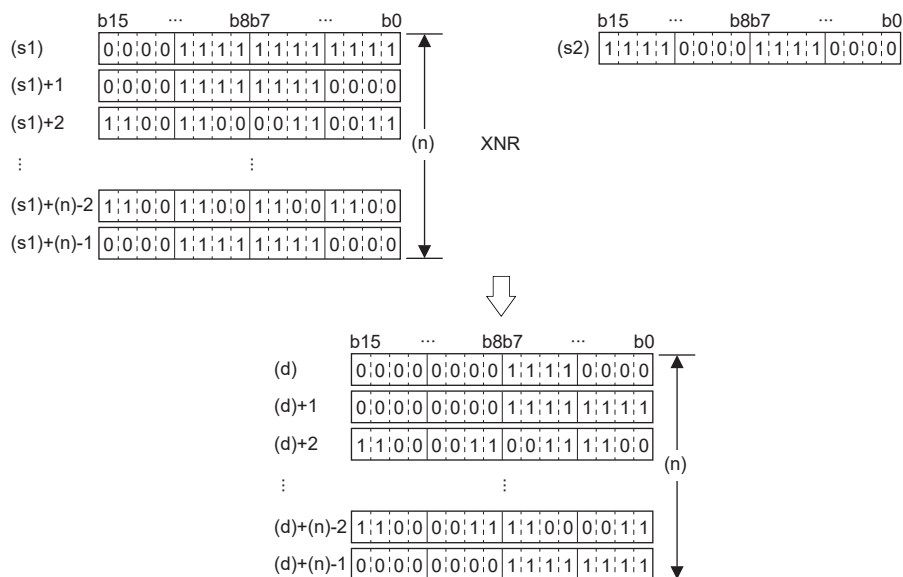 b15 ⋯ b8b7 ⋯ b0
(s1) 0 0 0 0 1 1 1 1 1 1 1 1 1 1 1 1
(s1)+1 0 0 0 0 1 1 1 1 1 1 1 1 0 0 0 0
(s1)+2 1 1 0 0 1 1 0 0 0 0 1 1 0 0 1 1
⋮ ⋮
(s1)+(n)-2 1 1 0 0 1 1 0 0 1 1 0 0 1 1 0 0
(s1)+(n)-1 0 0 0 0 1 1 1 1 1 1 1 1 0 0 0 0
(n)
XNR
b15 ⋯ b8b7 ⋯ b0
(s2) 1 1 1 1 0 0 0 0 1 1 1 1 0 0 0 0
b15 ⋯ b8b7 ⋯ b0
(d) 0 0 0 0 0 0 0 0 1 1 1 1 0 0 0 0
(d)+1 0 0 0 0 0 0 0 0 1 1 1 1 1 1 1 1
(d)+2 1 1 0 0 0 0 1 1 0 0 1 1 1 1 0 0
⋮ ⋮
(d)+(n)-2 1 1 0 0 0 0 1 1 1 1 0 0 0 0 1 1
(d)+(n)-1 0 0 0 0 0 0 0 0 1 1 1 1 1 1 1 1
(n)